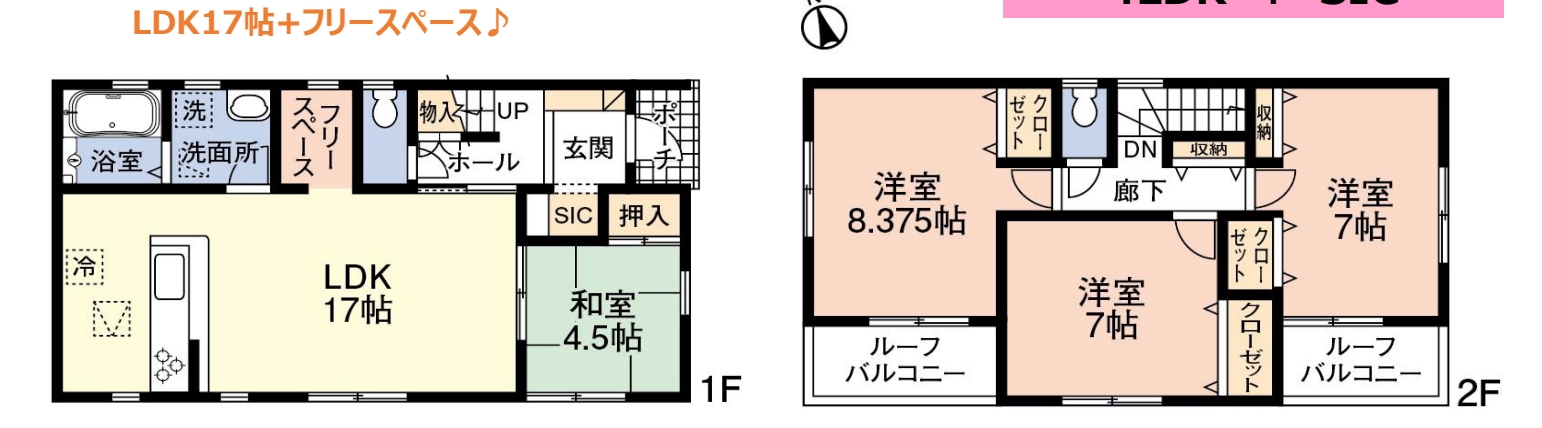 LDK17帖+フリースペース♪
4LDK + SIC
N
洗
浴室
洗面所
フリー
スペース
物入
UP
ホール
玄関
ポーチ
SIC
押入
冷
LDK
17帖
和室
4.5帖
1F
洋室
8.375帖
クロー
ゼット
DN
収納
収納
廊下
洋室
7帖
洋室
7帖
クロー
ゼット
クローゼット
ルーフ
バルコニー
ルーフ
バルコニー
2F